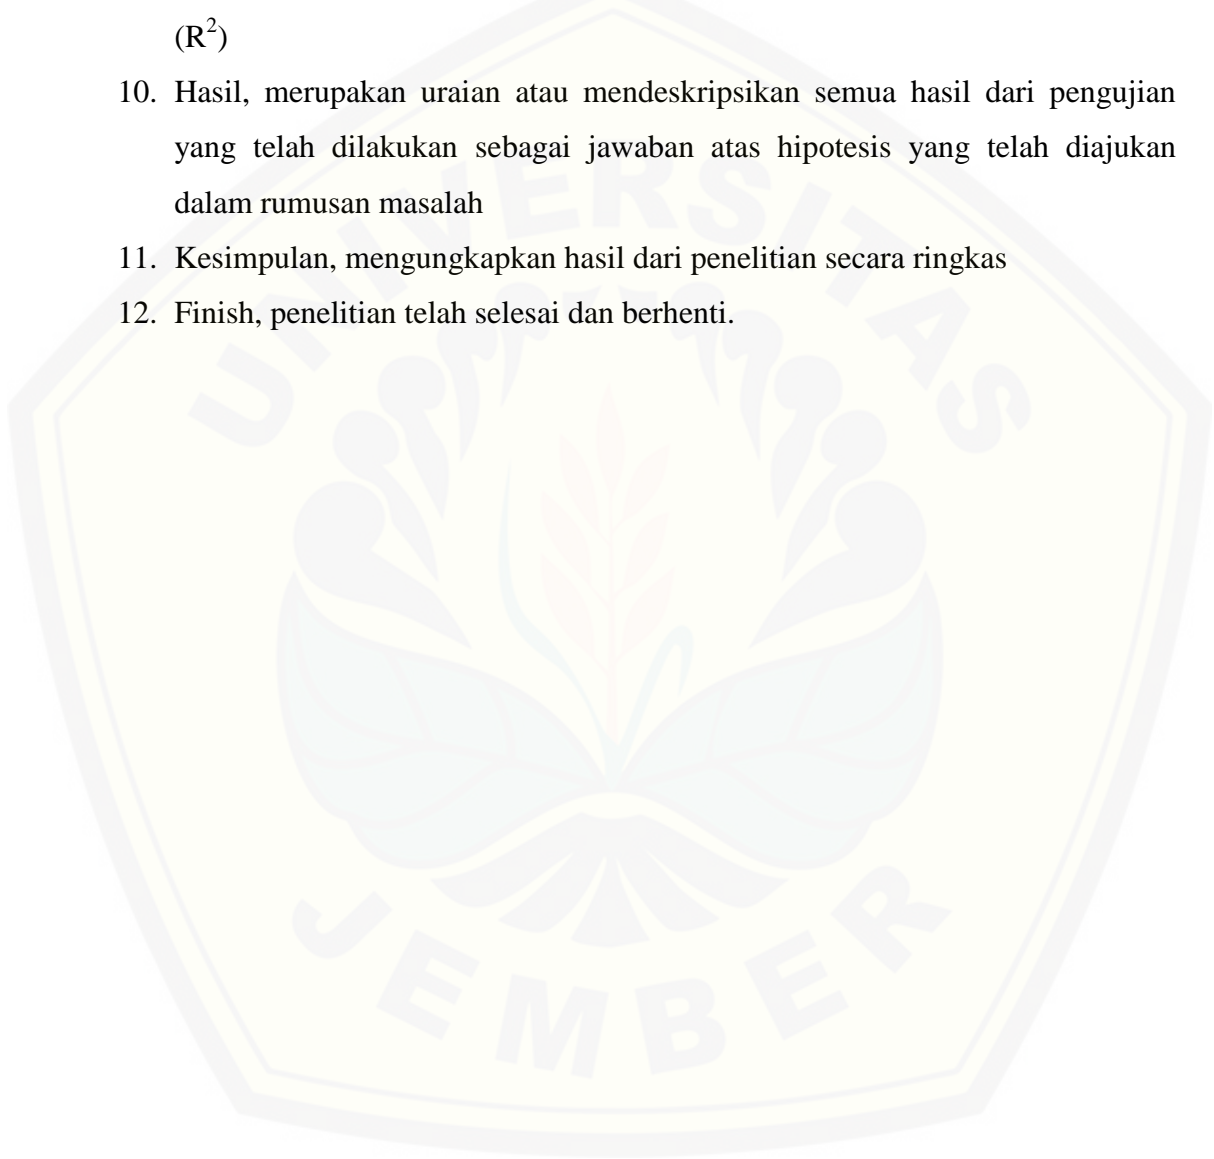 (R²)
10. Hasil, merupakan uraian atau mendeskripsikan semua hasil dari pengujian
yang telah dilakukan sebagai jawaban atas hipotesis yang telah diajukan
dalam rumusan masalah
11. Kesimpulan, mengungkapkan hasil dari penelitian secara ringkas
12. Finish, penelitian telah selesai dan berhenti.
UNIVERSITAS
JEMBER